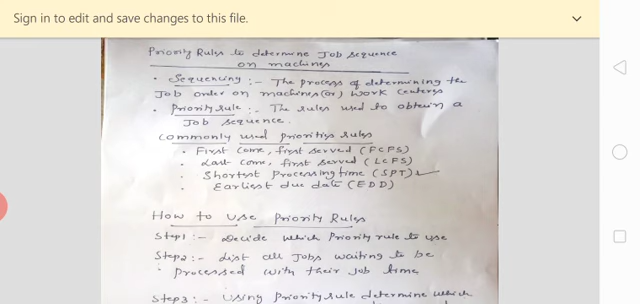 Sign in to edit and save changes to this file.
Priority Rules to determine Job Sequence
on machines
• Sequencing :- The process of determining the
Job order on machines (or) work centers
• Priority rule :- The rules used to obtain a
Job sequence.
Commonly used priorities rules
• First come, first served (FCFS)
• Last come, first served (LCFS)
• Shortest Processing time (SPT)
• Earliest due date (EDD)
How to use Priority Rules
Step1 :- Decide which Priority rule to use
Step2 :- List all Jobs waiting to be
processed with their Job time.
Step3 :- Using Priority rule determine which